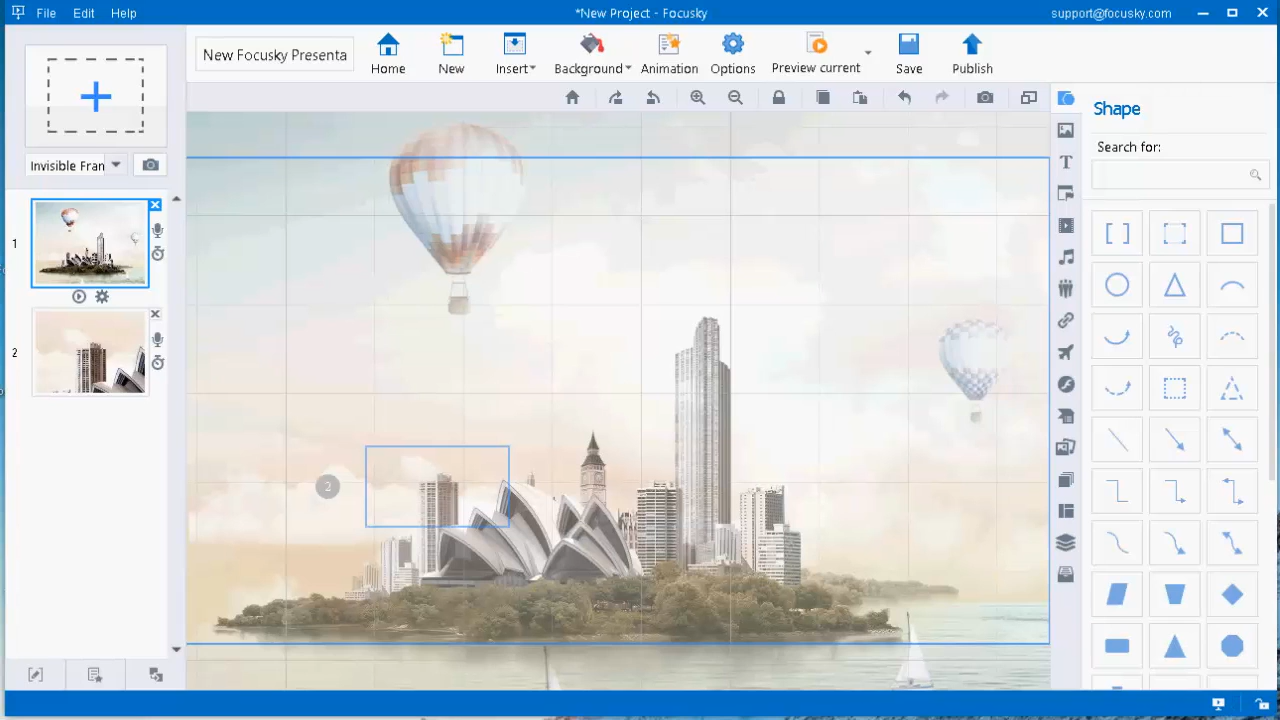 File Edit Help
*New Project - Focusky
support@focusky.com
New Focusky Presenta
Home New Insert Background Animation Options Preview current Save Publish
Invisible Fran
1
2
2
Shape
Search for: